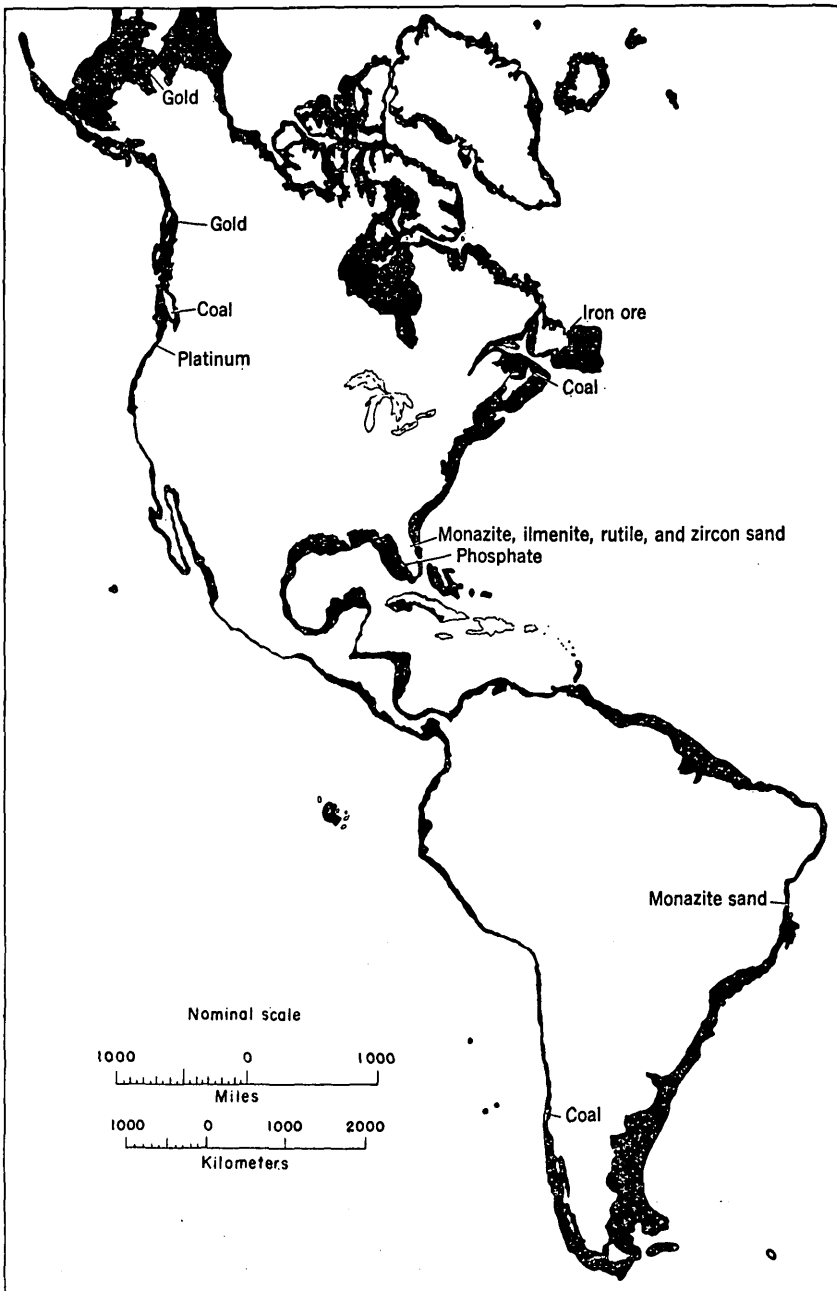 Gold
Gold
Coal
Iron ore
Platinum
Coal
Monazite, ilmenite, rutile, and zircon sand
Phosphate
Monazite sand
Nominal scale
1000 0 1000
Miles
1000 0 1000 2000
Kilometers
Coal